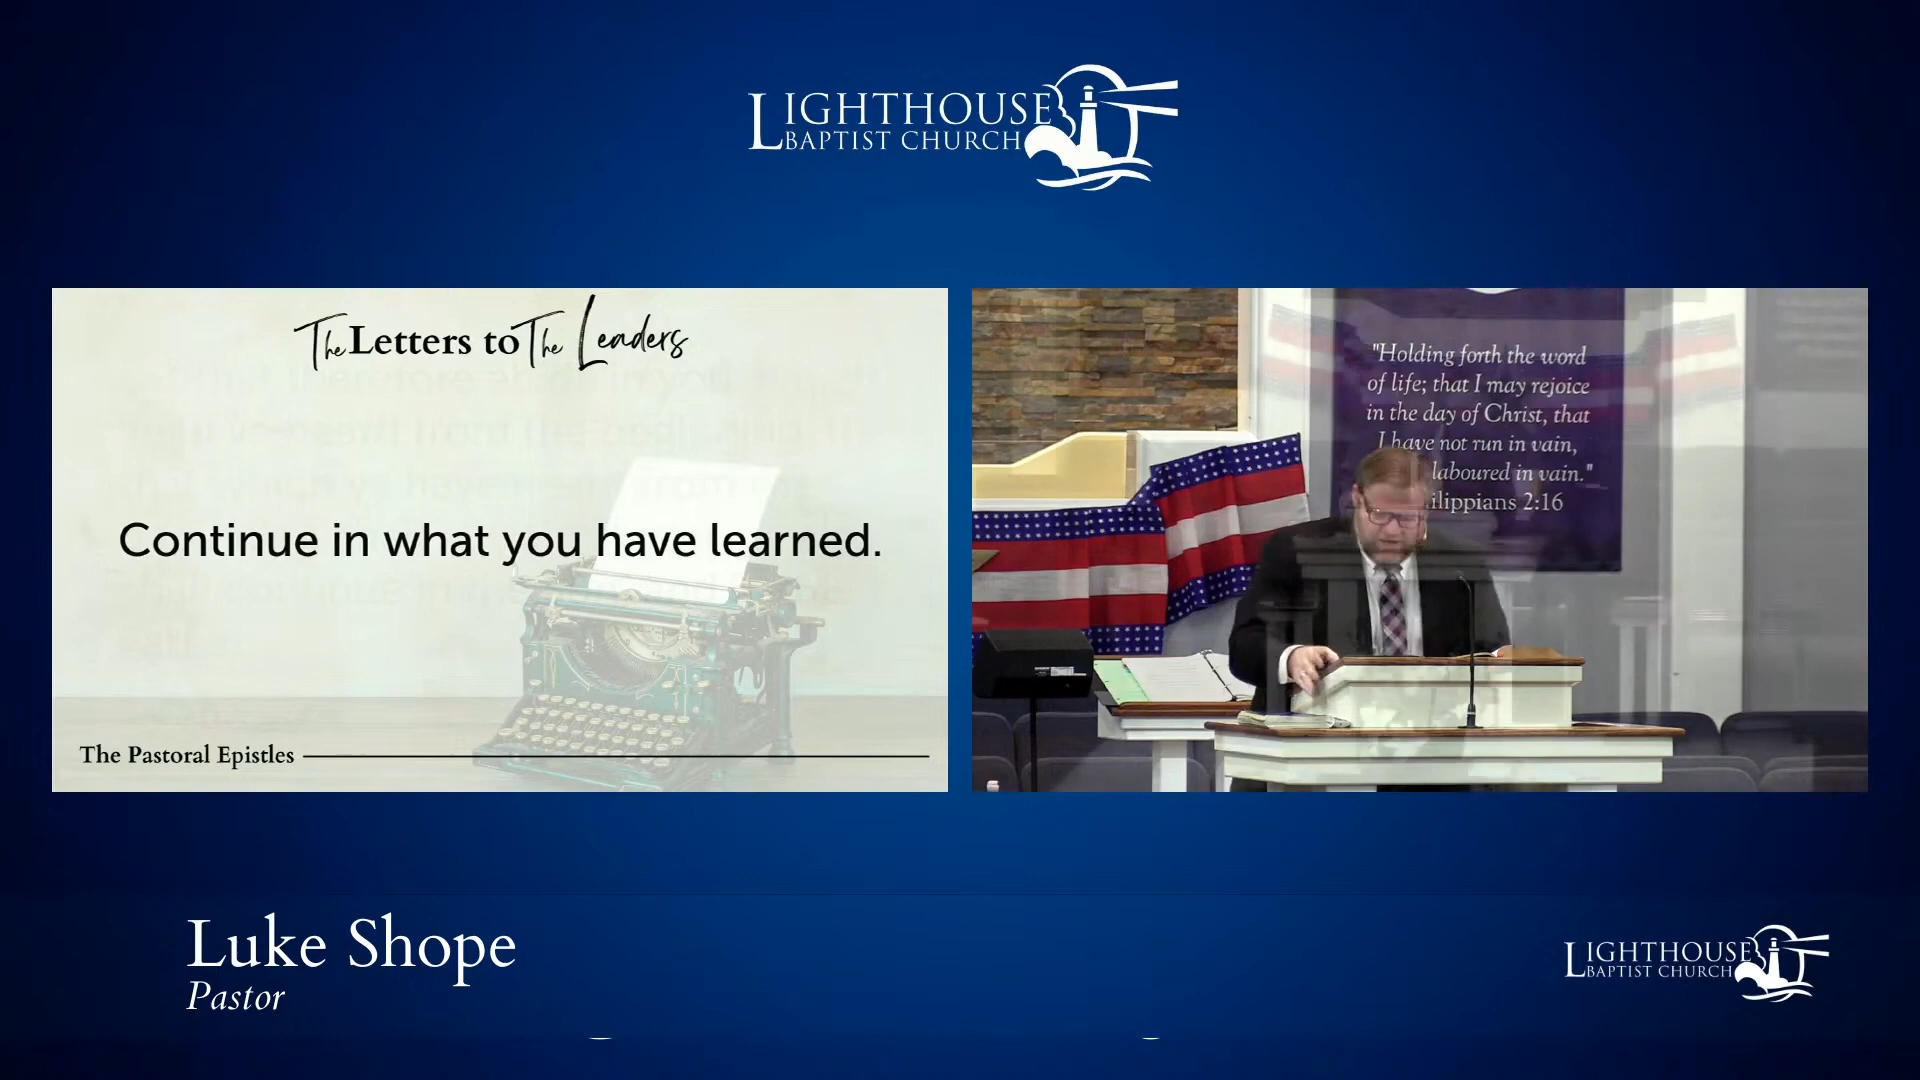 LIGHTHOUSE
BAPTIST CHURCH
The Letters to The Leaders
Continue in what you have learned.
The Pastoral Epistles
"Holding forth the word
of life; that I may rejoice
in the day of Christ, that
I have not run in vain,
laboured in vain."
2:16
Luke Shope
Pastor
LIGHTHOUSE
BAPTIST CHURCH